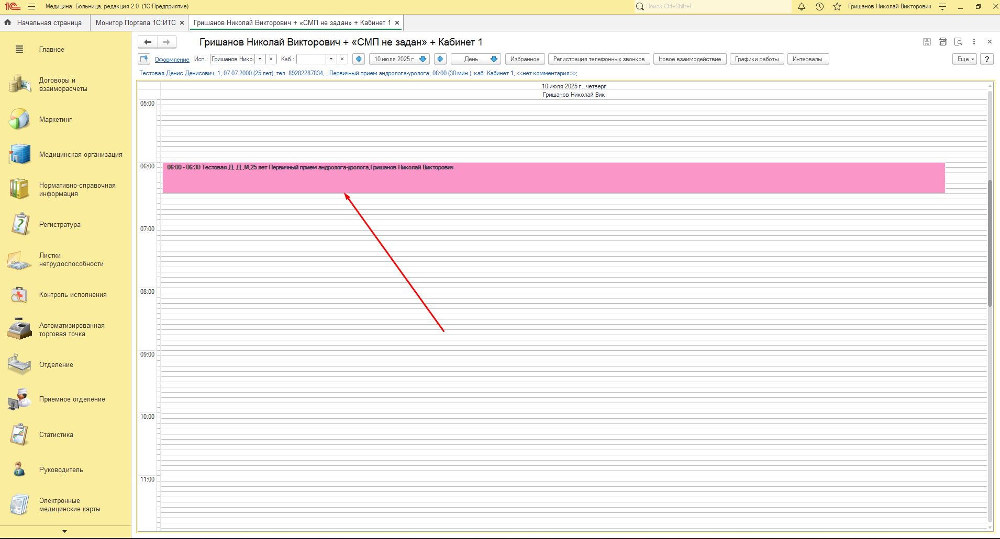 1С Медицина. Больница, редакция 2.0 (1С:Предприятие) Поиск Ctrl+Shift+F Гришанов Николай Викторович
Начальная страница Монитор Портала 1С:ИТС Гришанов Николай Викторович + «СМП не задан» + Кабинет 1
Гришанов Николай Викторович + «СМП не задан» + Кабинет 1
Оформление Исп.: Гришанов Нико. Каб.: 10 июля 2025 г. День Избранное Регистрация телефонных звонков Новое взаимодействие Графики работы Интервалы Еще ?
Тестовая Денис Денисович, 1, 07.07.2000 (25 лет), тел. 89282287834, , Первичный прием андролога-уролога, 06:00 (30 мин.), каб. Кабинет 1, <<нет комментария>>;
10 июля 2025 г., четверг
Гришанов Николай Вик
05:00
06:00
06:00 - 06:30 Тестовая Д. Д.,М,25 лет Первичный прием андролога-уролога,Гришанов Николай Викторович
07:00
08:00
09:00
10:00
11:00
Главное
Договоры и
взаиморасчеты
Маркетинг
Медицинская организация
Нормативно-справочная
информация
Регистратура
Листки
нетрудоспособности
Контроль исполнения
Автоматизированная
торговая точка
Отделение
Приемное отделение
Статистика
Руководитель
Электронные
медицинские карты